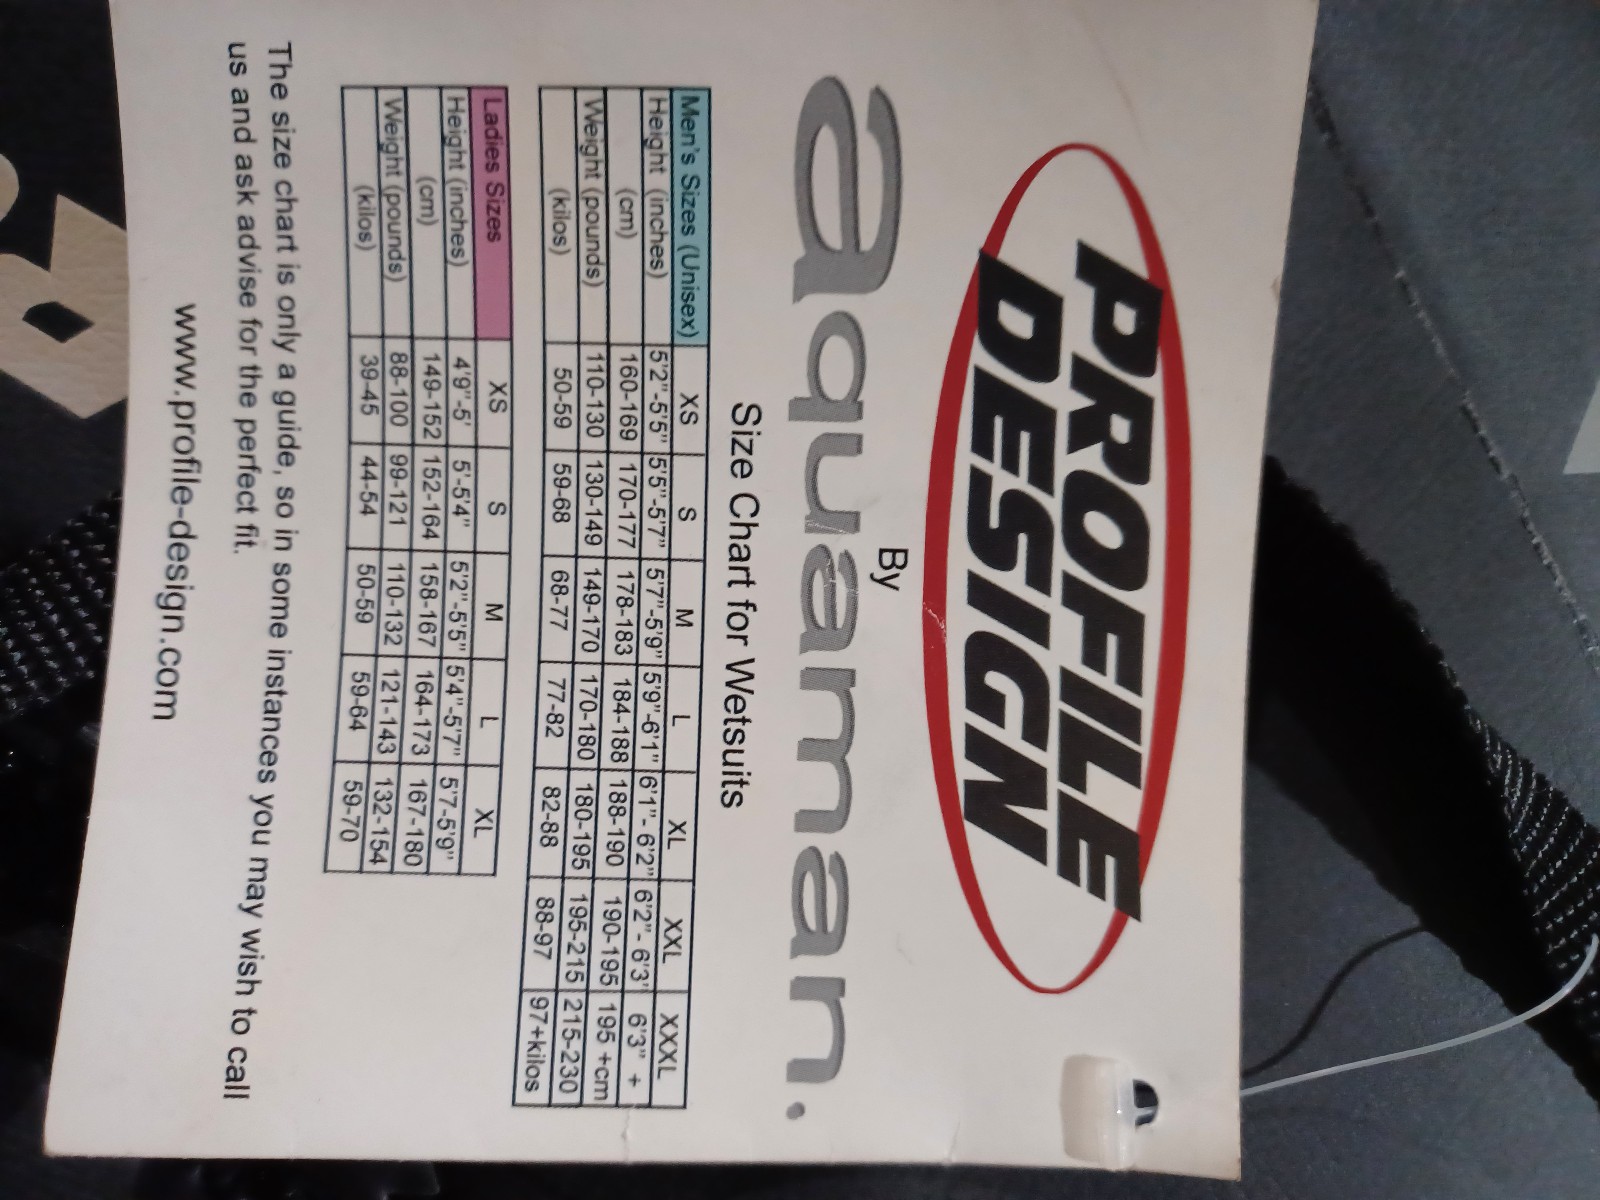 PROFILE
DESIGN
By
aquaman.
Size Chart for Wetsuits
Men's Sizes (Unisex) XS S M L XL XXL XXXL
Height (inches) 5'2"-5'5" 5'5"-5'7" 5'7"-5'9" 5'9"-6'1" 6'1"- 6'2" 6'2"- 6'3" 6'3" +
(cm) 160-169 170-177 178-183 184-188 188-190 190-195 195 +cm
Weight (pounds) 110-130 130-149 149-170 170-180 180-195 195-215 215-230
(kilos) 50-59 59-68 68-77 77-82 82-88 88-97 97+kilos
Ladies Sizes XS S M L XL
Height (inches) 4'9"-5' 5'-5'4" 5'2"-5'5" 5'4"-5'7" 5'7-5'9"
(cm) 149-152 152-164 158-167 164-173 167-180
Weight (pounds) 88-100 99-121 110-132 121-143 132-154
(kilos) 39-45 44-54 50-59 59-64 59-70
The size chart is only a guide, so in some instances you may wish to call
us and ask advise for the perfect fit.
www.profile-design.com